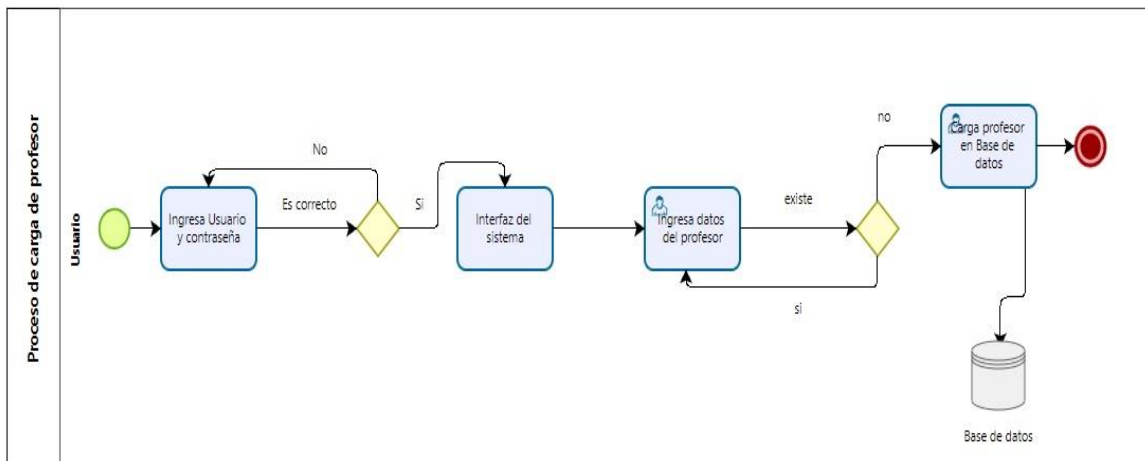 Proceso de carga de profesor
Usuario
Ingresa Usuario
y contraseña
No
Es correcto
Si
Interfaz del
sistema
Ingresa datos
del profesor
existe
si
no
Carga profesor
en Base de
datos
Base de datos